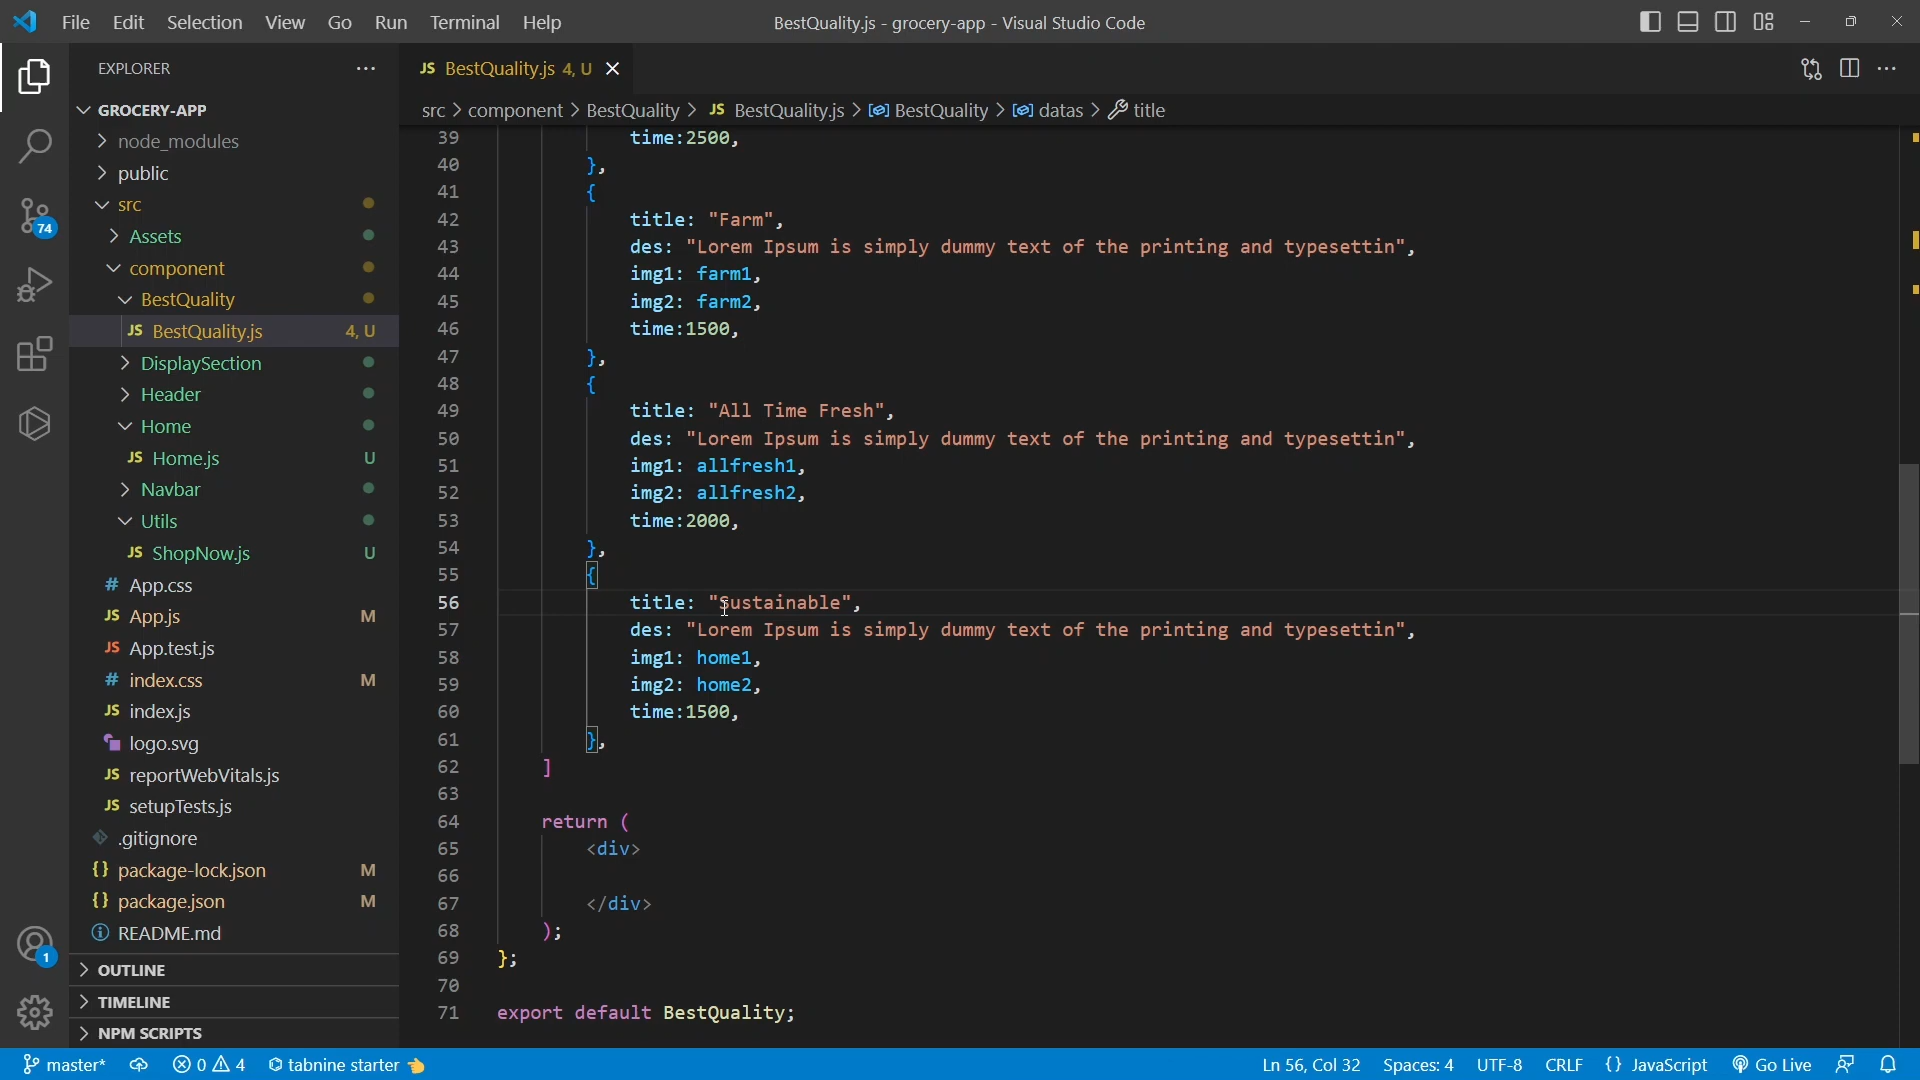 File Edit Selection View Go Run Terminal Help
BestQuality.js - grocery-app - Visual Studio Code
EXPLORER
JS BestQuality.js 4, U
GROCERY-APP
src > component > BestQuality > JS BestQuality.js > BestQuality > datas > title
node_modules
public
src
Assets
component
BestQuality
JS BestQuality.js 4, U
DisplaySection
Header
Home
JS Home.js U
Navbar
Utils
JS ShopNow.js U
# App.css
JS App.js M
JS App.test.js
# index.css M
JS index.js
logo.svg
JS reportWebVitals.js
JS setupTests.js
.gitignore
{} package-lock.json M
{} package.json M
README.md
OUTLINE
TIMELINE
NPM SCRIPTS
74
1
39 time:2500,
40 },
41 {
42 title: "Farm",
43 des: "Lorem Ipsum is simply dummy text of the printing and typesettin",
44 img1: farm1,
45 img2: farm2,
46 time:1500,
47 },
48 {
49 title: "All Time Fresh",
50 des: "Lorem Ipsum is simply dummy text of the printing and typesettin",
51 img1: allfresh1,
52 img2: allfresh2,
53 time:2000,
54 },
55 {
56 title: "Sustainable",
57 des: "Lorem Ipsum is simply dummy text of the printing and typesettin",
58 img1: home1,
59 img2: home2,
60 time:1500,
61 },
62 ]
63
64 return (
65 <div>
66
67 </div>
68 );
69 };
70
71 export default BestQuality;
master* 0 4 tabnine starter Ln 56, Col 32 Spaces: 4 UTF-8 CRLF {} JavaScript Go Live